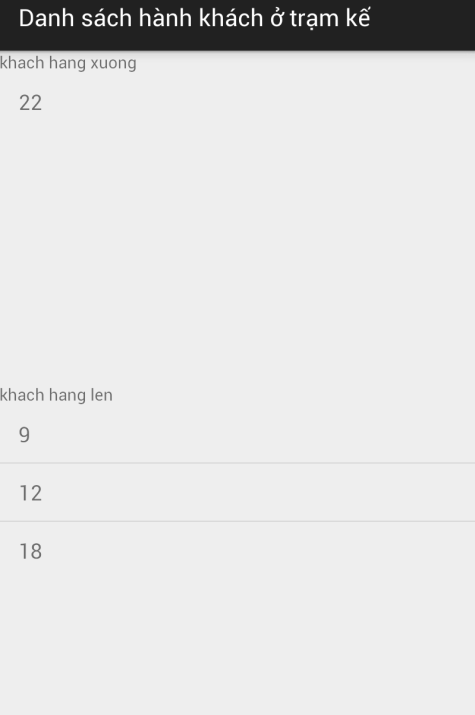 Danh sách hành khách ở trạm kế
khach hang xuong
22
khach hang len
9
12
18